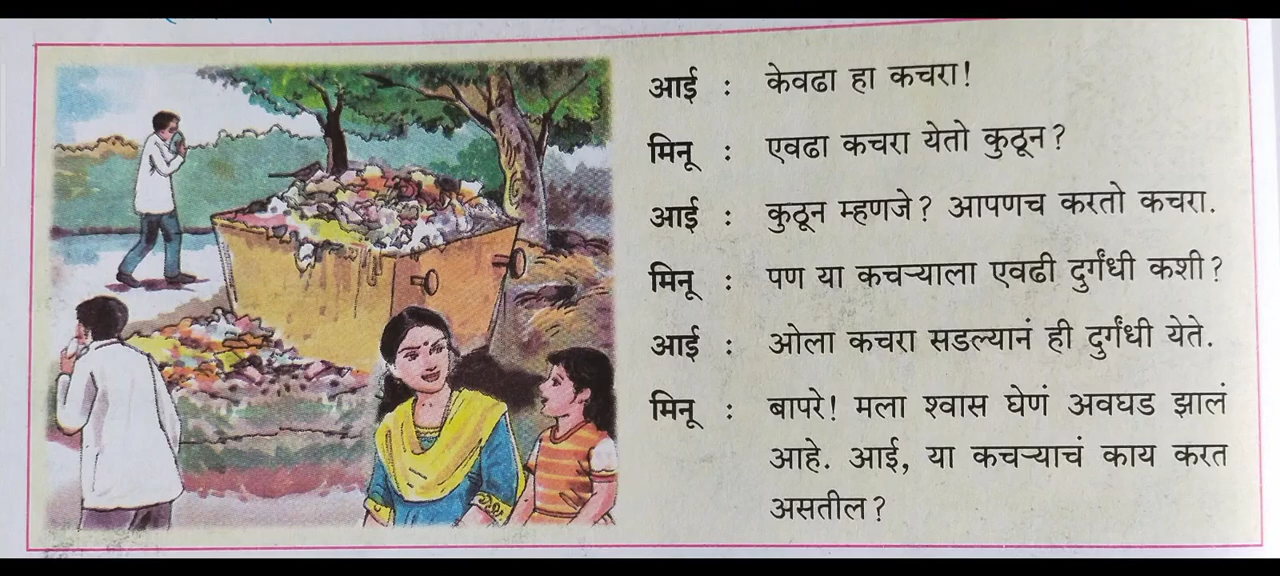 आई : केवढा हा कचरा!
मिनू : एवढा कचरा येतो कुठून?
आई : कुठून म्हणजे? आपणच करतो कचरा.
मिनू : पण या कचऱ्याला एवढी दुर्गंधी कशी?
आई : ओला कचरा सडल्यानं ही दुर्गंधी येते.
मिनू : बापरे! मला श्वास घेणं अवघड झालं
आहे. आई, या कचऱ्याचं काय करत
असतील?